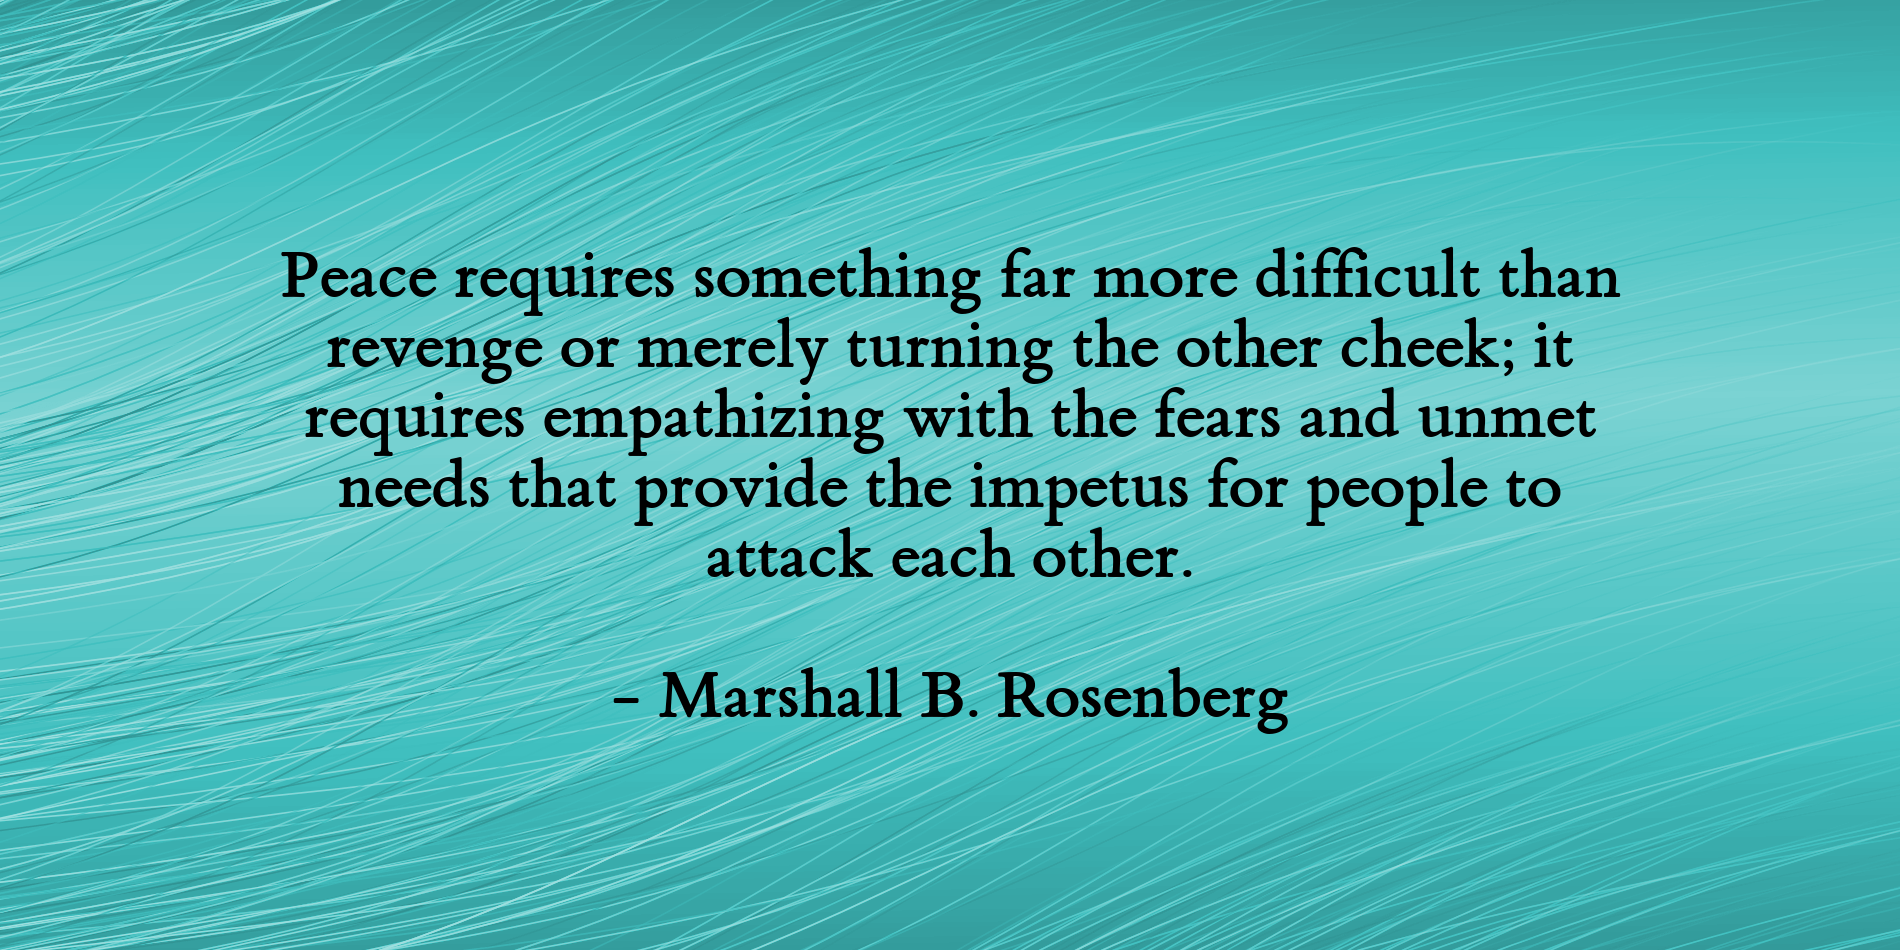 Peace requires something far more difficult than
revenge or merely turning the other cheek; it
requires empathizing with the fears and unmet
needs that provide the impetus for people to
attack each other.
- Marshall B. Rosenberg